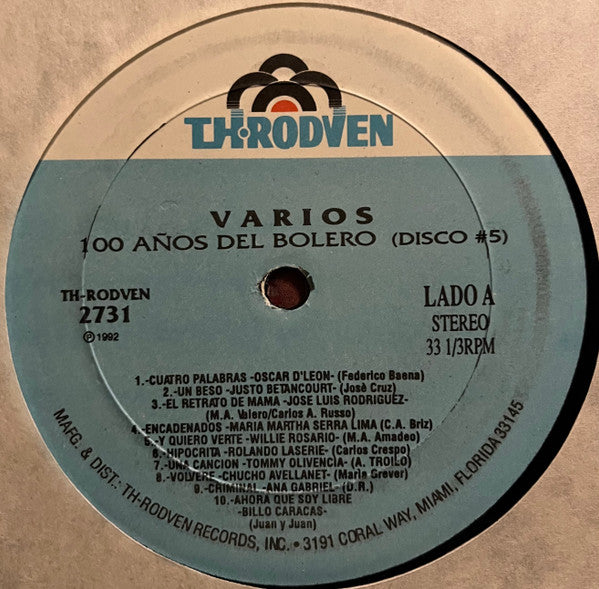 TH-RODVEN
VARIOS
100 AÑOS DEL BOLERO (DISCO #5)
TH-RODVEN
2731
℗1992
LADO A
STEREO
33 1/3RPM
1.-CUATRO PALABRAS -OSCAR D'LEON- (Federico Baena)
2.-UN BESO -JUSTO BETANCOURT- (Josè Cruz)
3.-EL RETRATO DE MAMA -JOSE LUIS RODRIGUEZ-
(M.A. Valero/Carlos A. Russo)
4.-ENCADENADOS -MARIA MARTHA SERRA LIMA (C.A. Briz)
5.-Y QUIERO VERTE -WILLIE ROSARIO- (M.A. Amadeo)
6.-HIPOCRITA -ROLANDO LASERIE- (Carlos Crespo)
7.-UNA CANCION -TOMMY OLIVENCIA- (A. TROILO)
8.-VOLVERE -CHUCHO AVELLANET- (Maria Grever)
9.-CRIMINAL -ANA GABRIEL- (D.R.)
10.-AHORA QUE SOY LIBRE
-BILLO CARACAS-
(Juan y Juan)
MAFG. & DIST.: TH-RODVEN RECORDS, INC. • 3191 CORAL WAY, MIAMI, FLORIDA 33145